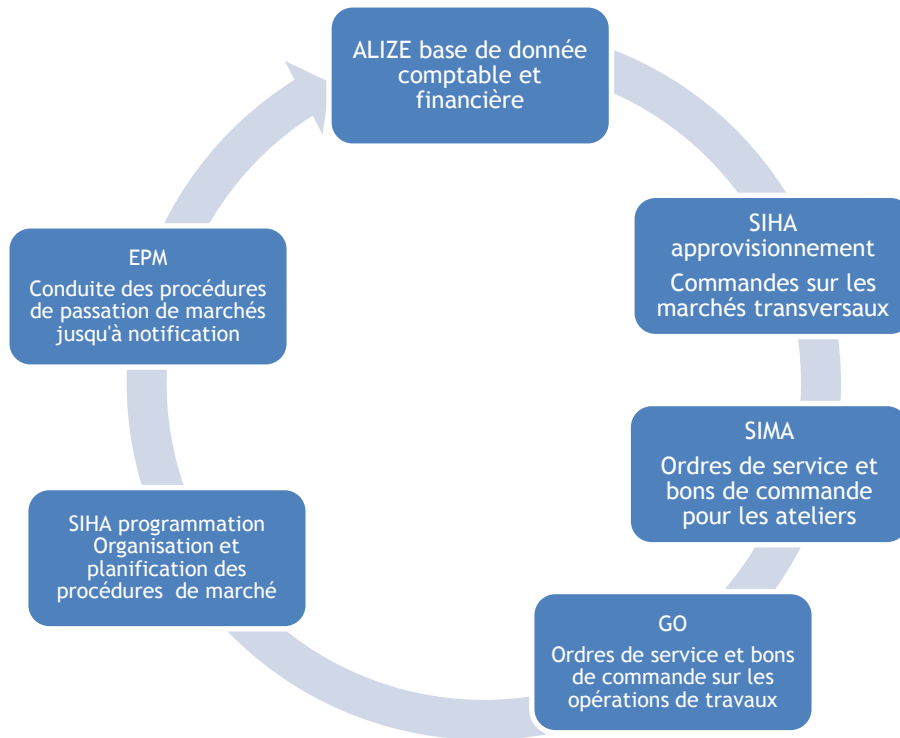 ALIZE base de donnée
comptable et
financière
SIHA
approvisionnement
Commandes sur les
marchés transversaux
SIMA
Ordres de service et
bons de commande
pour les ateliers
GO
Ordres de service et bons
de commande sur les
opérations de travaux
SIHA programmation
Organisation et
planification des
procédures de marché
EPM
Conduite des procédures
de passation de marchés
jusqu'à notification